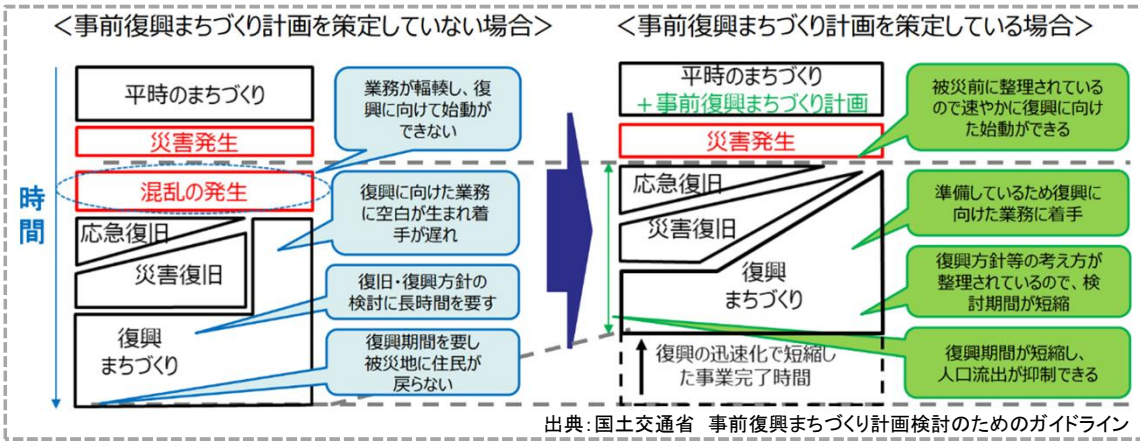 ＜事前復興まちづくり計画を策定していない場合＞
時間
平時のまちづくり
災害発生
混乱の発生
応急復旧
災害復旧
復興
まちづくり
業務が輻輳し、復
興に向けて始動が
できない
復興に向けた業務
に空白が生まれ着
手が遅れ
復旧・復興方針の
検討に長時間を要す
復興期間を要し
被災地に住民が
戻らない
＜事前復興まちづくり計画を策定している場合＞
平時のまちづくり
＋事前復興まちづくり計画
災害発生
応急復旧
災害復旧
復興
まちづくり
復興の迅速化で短縮し
た事業完了時間
被災前に整理されている
ので速やかに復興に向け
た始動ができる
準備しているため復興に
向けた業務に着手
復興方針等の考え方が
整理されているので、検
討期間が短縮
復興期間が短縮し、
人口流出が抑制できる
出典：国土交通省　事前復興まちづくり計画検討のためのガイドライン